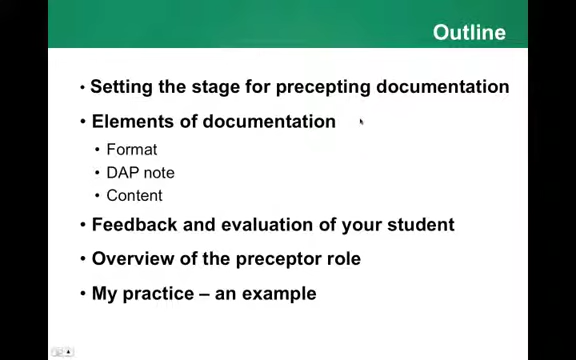 Outline
• Setting the stage for precepting documentation
• Elements of documentation
• Format
• DAP note
• Content
• Feedback and evaluation of your student
• Overview of the preceptor role
• My practice – an example